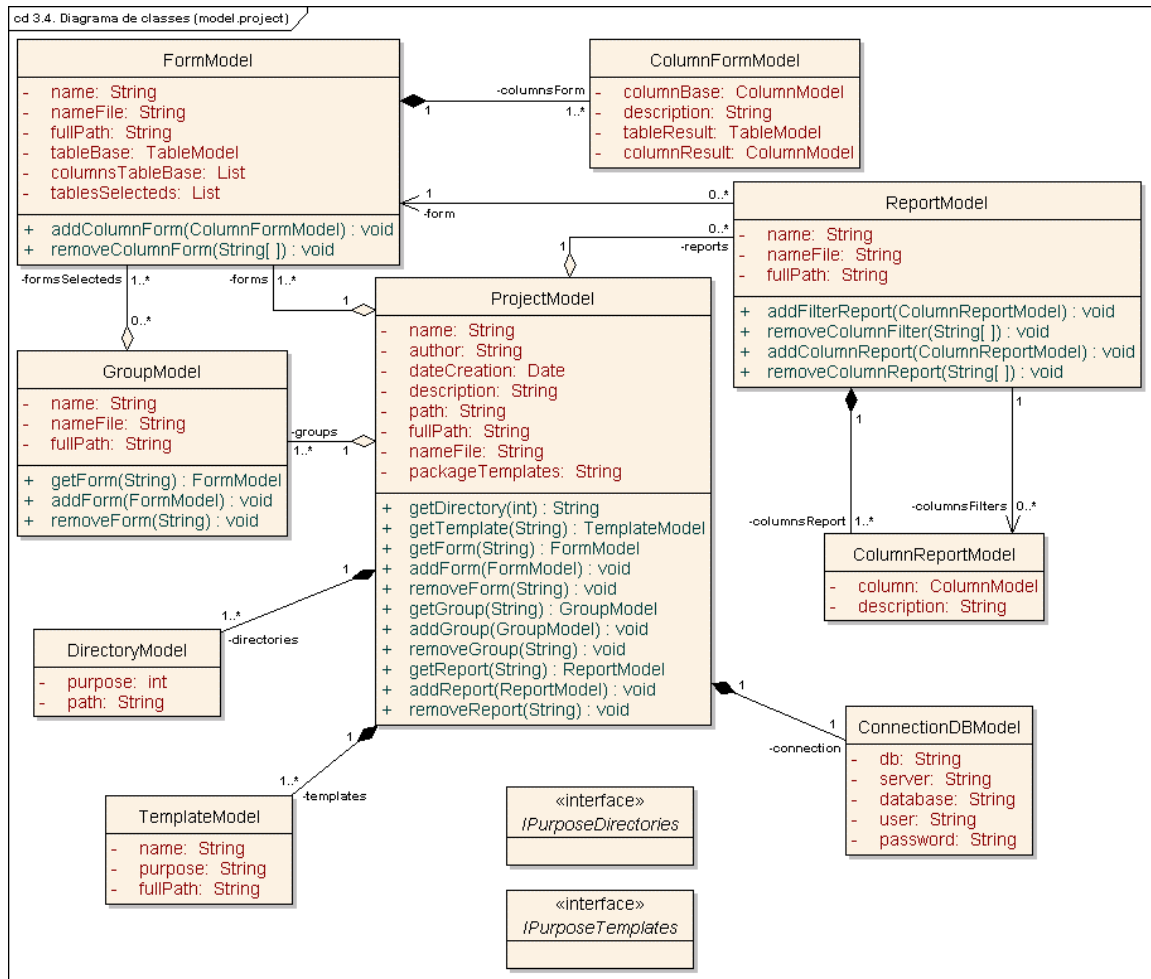 cd 3.4. Diagrama de classes (model.project)
FormModel
- name: String
- nameFile: String
- fullPath: String
- tableBase: TableModel
- columnsTableBase: List
- tablesSelecteds: List
+ addColumnForm(ColumnFormModel) : void
+ removeColumnForm(String[ ]) : void
-columnsForm
1
1..*
ColumnFormModel
- columnBase: ColumnModel
- description: String
- tableResult: TableModel
- columnResult: ColumnModel
1
0..*
-form
0..*
-reports
1
ReportModel
- name: String
- nameFile: String
- fullPath: String
+ addFilterReport(ColumnReportModel) : void
+ removeColumnFilter(String[ ]) : void
+ addColumnReport(ColumnReportModel) : void
+ removeColumnReport(String[ ]) : void
-formsSelecteds
1..*
0..*
-forms
1..*
1
ProjectModel
- name: String
- author: String
- dateCreation: Date
- description: String
- path: String
- fullPath: String
- nameFile: String
- packageTemplates: String
+ getDirectory(int) : String
+ getTemplate(String) : TemplateModel
+ getForm(String) : FormModel
+ addForm(FormModel) : void
+ removeForm(String) : void
+ getGroup(String) : GroupModel
+ addGroup(GroupModel) : void
+ removeGroup(String) : void
+ getReport(String) : ReportModel
+ addReport(ReportModel) : void
+ removeReport(String) : void
GroupModel
- name: String
- nameFile: String
- fullPath: String
+ getForm(String) : FormModel
+ addForm(FormModel) : void
+ removeForm(String) : void
-groups
1..*
1
1
1
-columnsReport
1..*
-columnsFilters
0..*
ColumnReportModel
- column: ColumnModel
- description: String
1
1..*
-directories
DirectoryModel
- purpose: int
- path: String
1
1..*
-templates
TemplateModel
- name: String
- purpose: String
- fullPath: String
1
1
-connection
ConnectionDBModel
- db: String
- server: String
- database: String
- user: String
- password: String
«interface»
IPurposeDirectories
«interface»
IPurposeTemplates